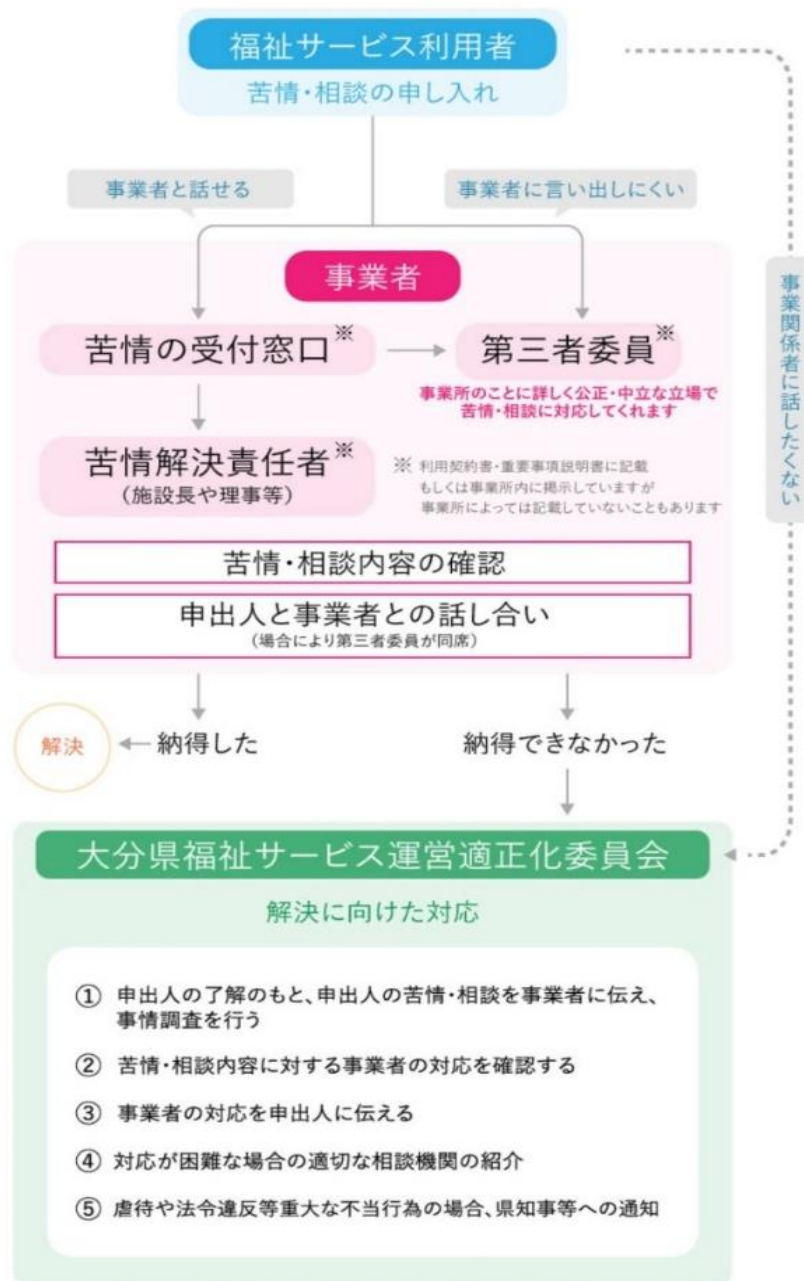 福祉サービス利用者
苦情・相談の申し入れ
事業者と話せる
事業者に言い出しにくい
事業関係者に話したくない
事業者
苦情の受付窓口※
第三者委員※
事業所のことに詳しく公正・中立な立場で
苦情・相談に対応してくれます
苦情解決責任者※
（施設長や理事等）
※ 利用契約書・重要事項説明書に記載
もしくは事業所内に掲示していますが
事業所によっては記載していないこともあります
苦情・相談内容の確認
申出人と事業者との話し合い
（場合により第三者委員が同席）
解決
納得した
納得できなかった
大分県福祉サービス運営適正化委員会
解決に向けた対応
① 申出人の了解のもと、申出人の苦情・相談を事業者に伝え、
事情調査を行う
② 苦情・相談内容に対する事業者の対応を確認する
③ 事業者の対応を申出人に伝える
④ 対応が困難な場合の適切な相談機関の紹介
⑤ 虐待や法令違反等重大な不当行為の場合、県知事等への通知